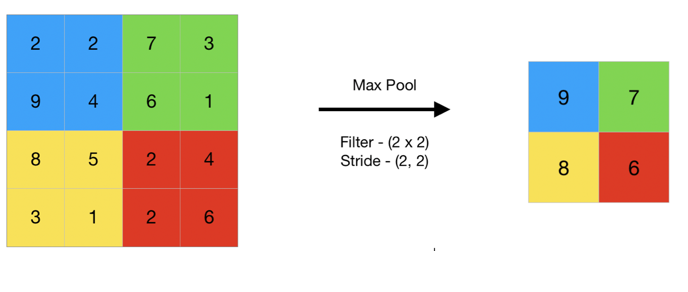 2 2 7 3
9 4 6 1
8 5 2 4
3 1 2 6
Max Pool
Filter - (2 x 2)
Stride - (2, 2)
9 7
8 6